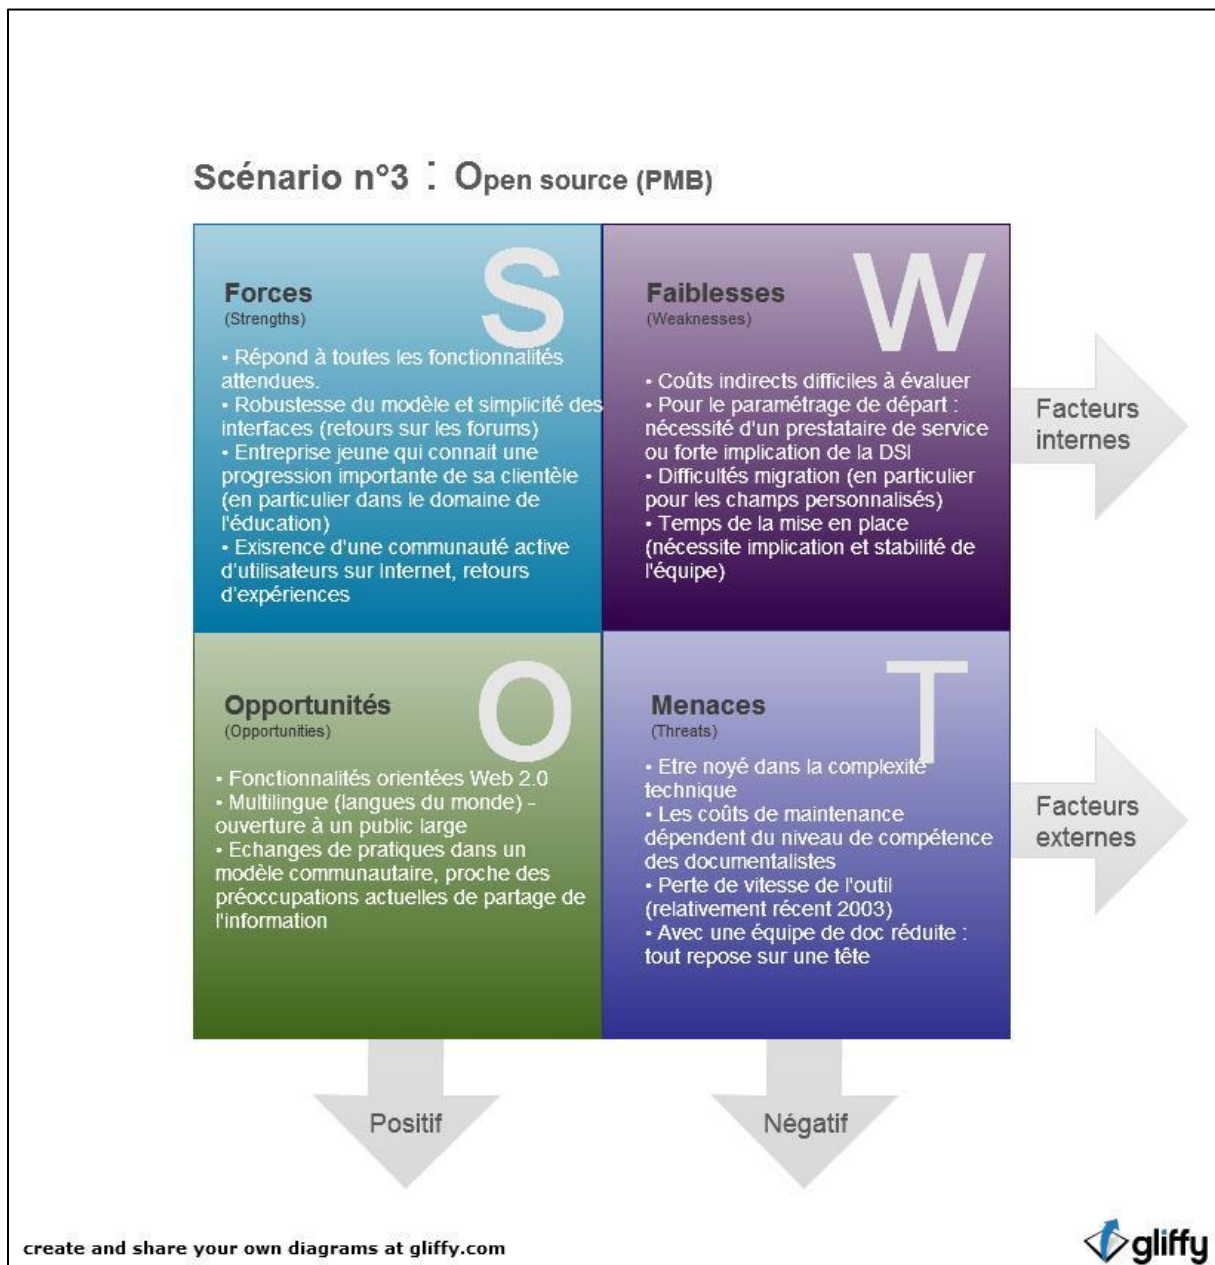 Scénario n°3 : Open source (PMB)
S
Forces
(Strengths)
• Répond à toutes les fonctionnalités
attendues.
• Robustesse du modèle et simplicité des
interfaces (retours sur les forums)
• Entreprise jeune qui connait une
progression importante de sa clientèle
(en particulier dans le domaine de
l'éducation)
• Exisrence d'une communauté active
d'utilisateurs sur Internet, retours
d'expériences
W
Faiblesses
(Weaknesses)
• Coûts indirects difficiles à évaluer
• Pour le paramétrage de départ :
nécessité d'un prestataire de service
ou forte implication de la DSI
• Difficultés migration (en particulier
pour les champs personnalisés)
• Temps de la mise en place
(nécessite implication et stabilité de
l'équipe)
Facteurs
internes
O
Opportunités
(Opportunities)
• Fonctionnalités orientées Web 2.0
• Multilingue (langues du monde) -
ouverture à un public large
• Echanges de pratiques dans un
modèle communautaire, proche des
préoccupations actuelles de partage de
l'information
T
Menaces
(Threats)
• Etre noyé dans la complexité
technique
• Les coûts de maintenance
dépendent du niveau de compétence
des documentalistes
• Perte de vitesse de l'outil
(relativement récent 2003)
• Avec une équipe de doc réduite :
tout repose sur une tête
Facteurs
externes
Positif
Négatif
create and share your own diagrams at gliffy.com
gliffy